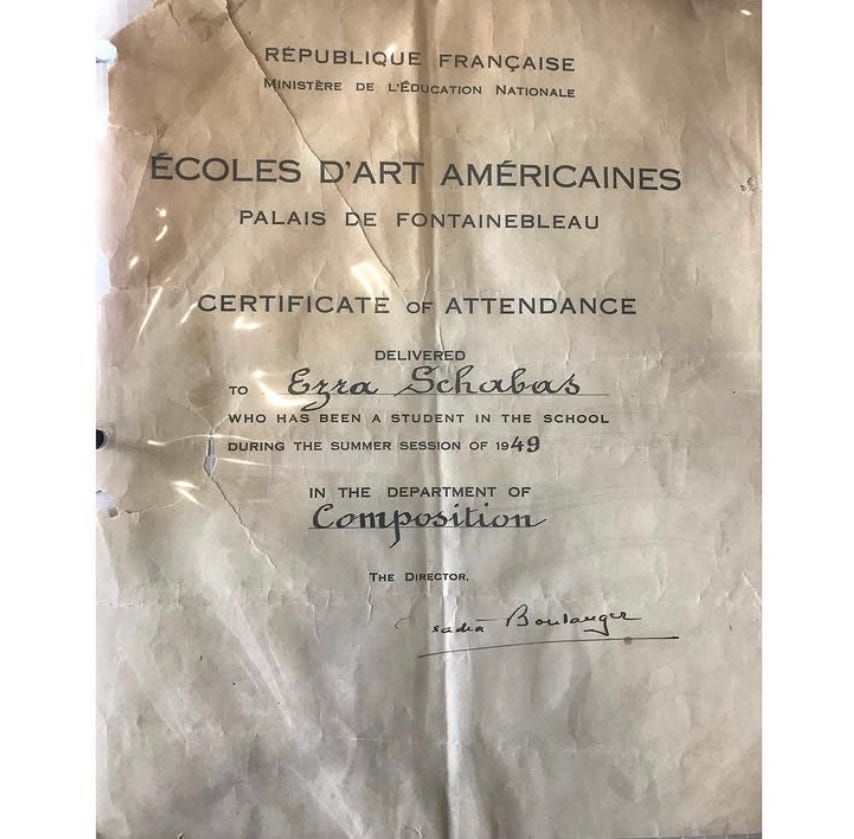 RÉPUBLIQUE FRANÇAISE
MINISTÈRE DE L'ÉDUCATION NATIONALE
ÉCOLES D'ART AMÉRICAINES
PALAIS DE FONTAINEBLEAU
CERTIFICATE OF ATTENDANCE
DELIVERED
TO Ezra Schabas
WHO HAS BEEN A STUDENT IN THE SCHOOL
DURING THE SUMMER SESSION OF 1949
IN THE DEPARTMENT OF
Composition
THE DIRECTOR,
Nadia Boulanger